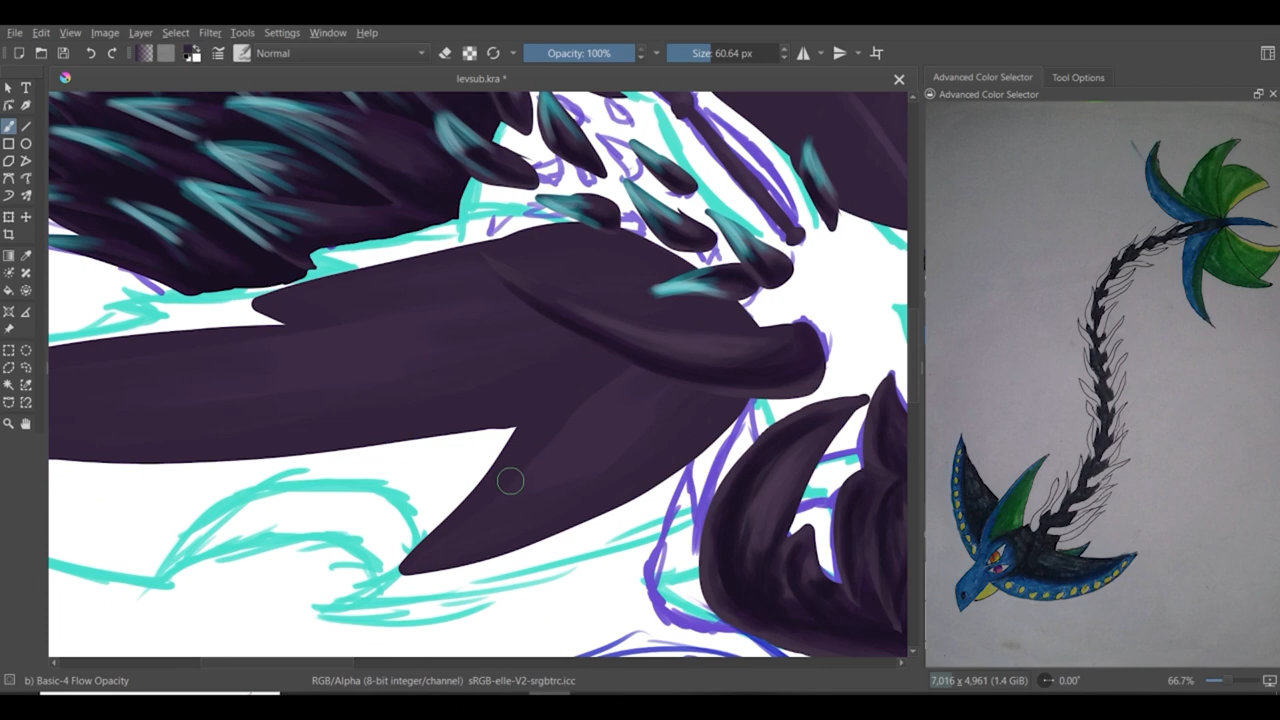 File Edit View Image Layer Select Filter Tools Settings Window Help
Normal Opacity: 100% Size: 60.64 px
levsub.kra *
Advanced Color Selector Tool Options
Advanced Color Selector
b) Basic-4 Flow Opacity RGB/Alpha (8-bit integer/channel) sRGB-elle-V2-srgbtrc.icc 7,016 x 4,961 (1.4 GiB) 0.00° 66.7%